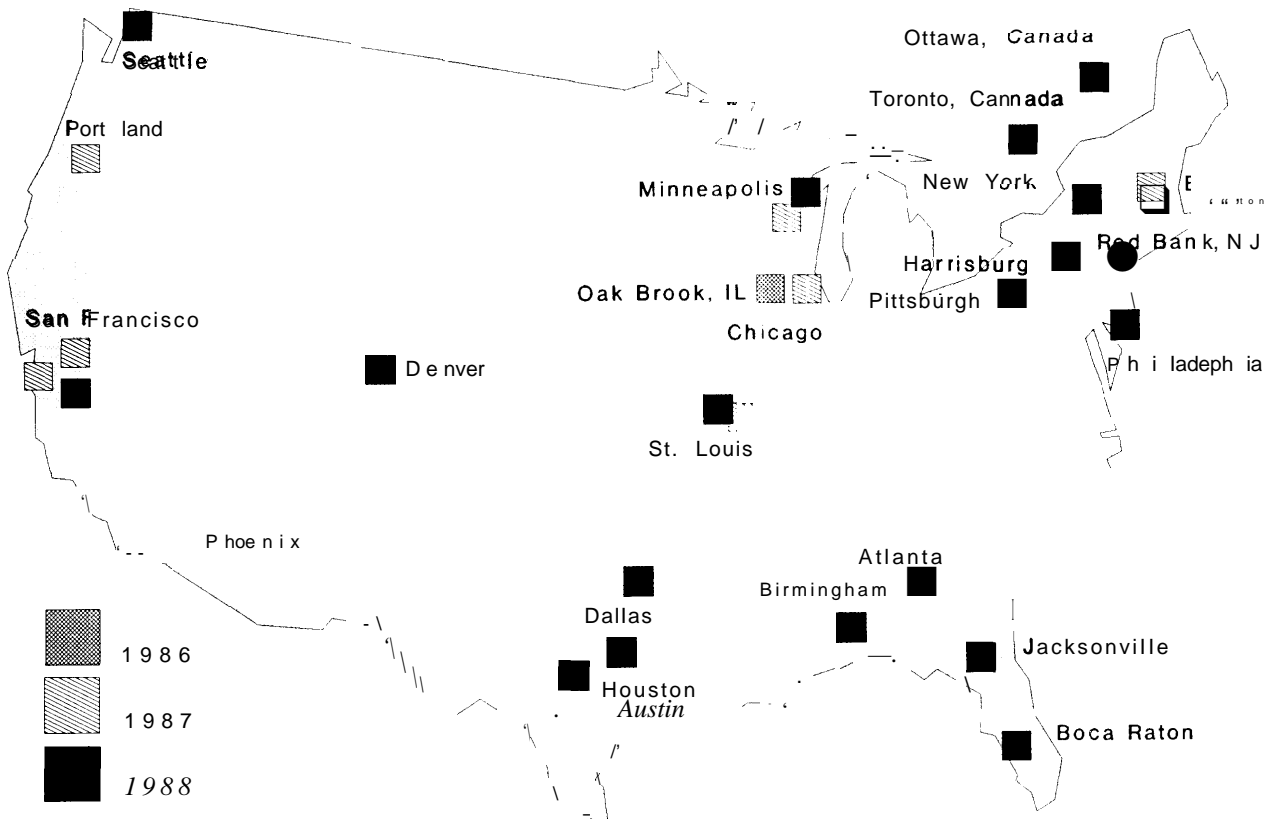 Ottawa, Canada
Seattle
Toronto, Cannada
Portland
Minneapolis
New York
Red Bank, NJ
Harrisburg
Oak Brook, IL
Pittsburgh
San Francisco
Chicago
Denver
Philadephia
St. Louis
Phoenix
Atlanta
Birmingham
Dallas
Jacksonville
1986
Houston
Austin
1987
Boca Raton
1988